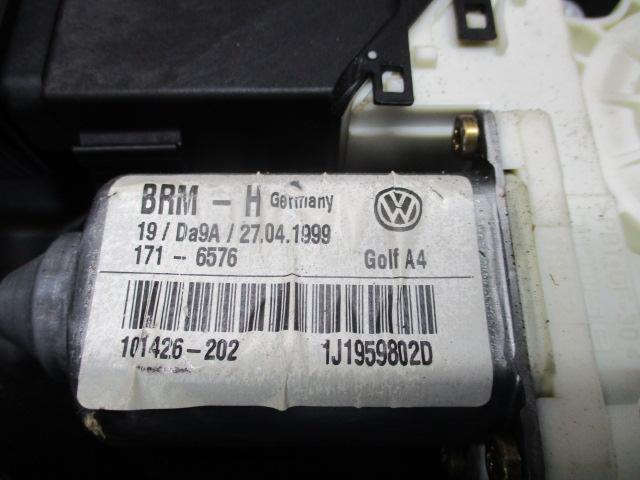 BRM - H Germany
19 / Da9A / 27.04.1999
171 - 6576 Golf A4
101426-202 1J1959802D